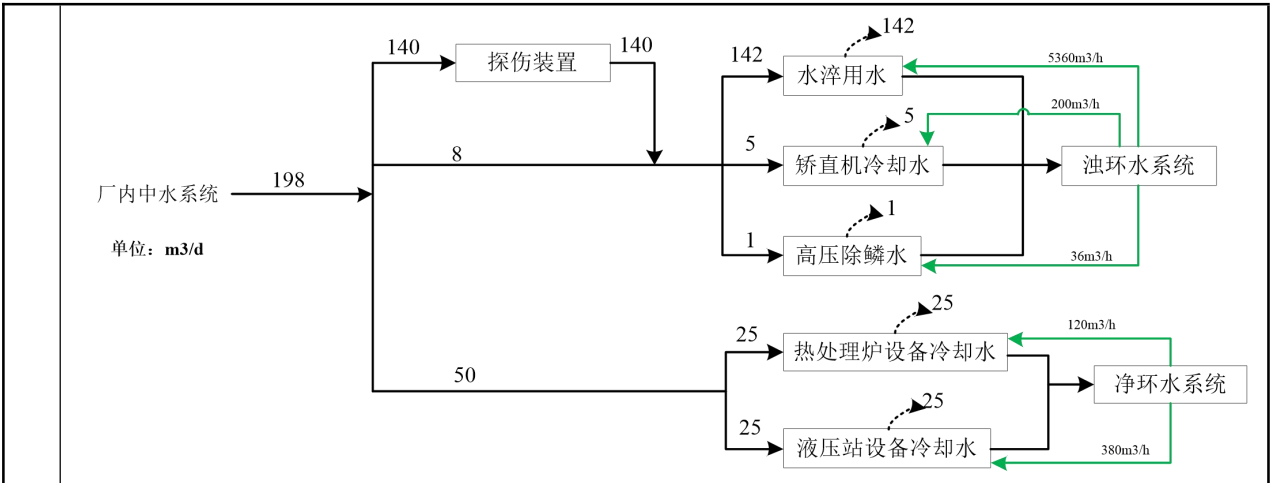 142
140
探伤装置
140
142
水淬用水
5360m3/h
200m3/h
5
8
5
矫直机冷却水
浊环水系统
厂内中水系统
198
单位：m3/d
1
1
高压除鳞水
36m3/h
25
25
热处理炉设备冷却水
120m3/h
50
净环水系统
25
25
液压站设备冷却水
380m3/h